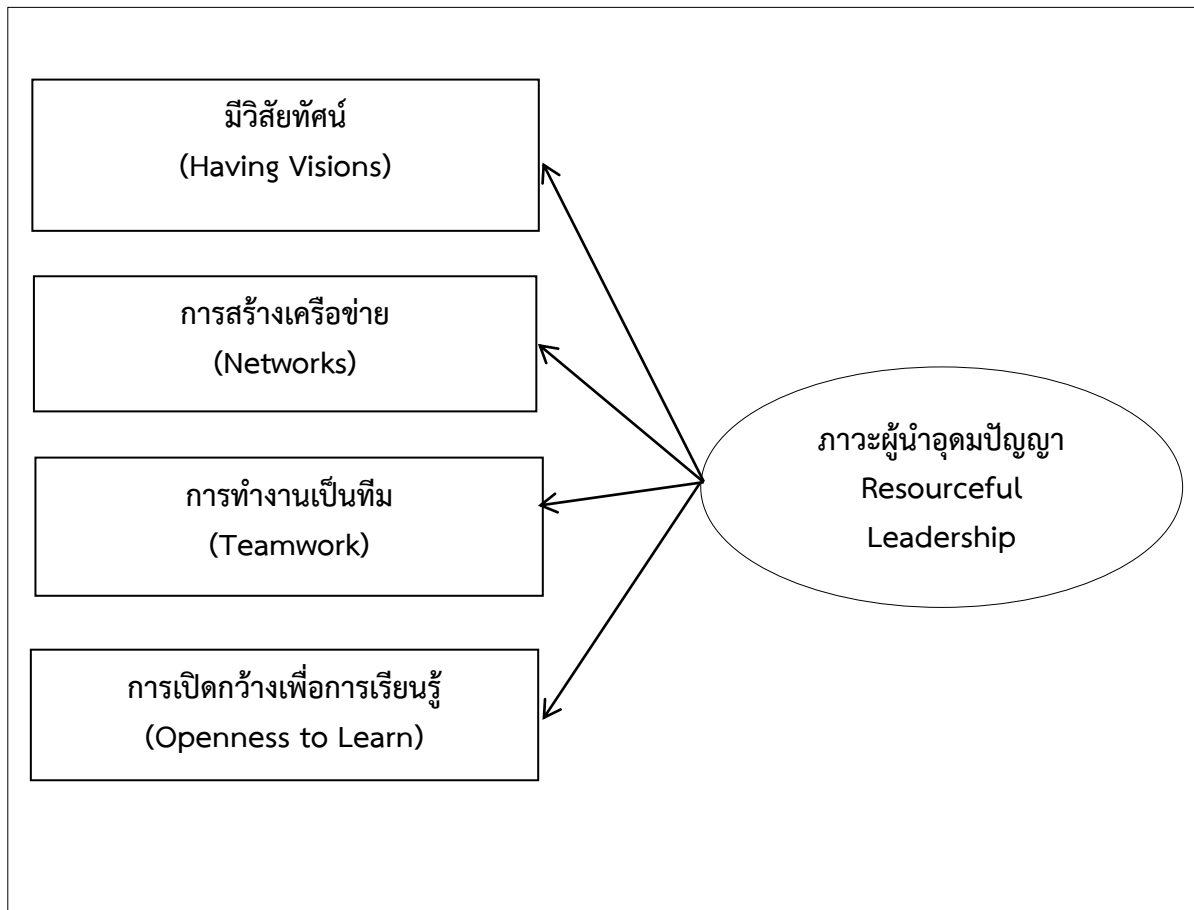 มีวิสัยทัศน์
(Having Visions)
การสร้างเครือข่าย
(Networks)
การทำงานเป็นทีม
(Teamwork)
การเปิดกว้างเพื่อการเรียนรู้
(Openness to Learn)
ภาวะผู้นำอุดมปัญญา
Resourceful
Leadership